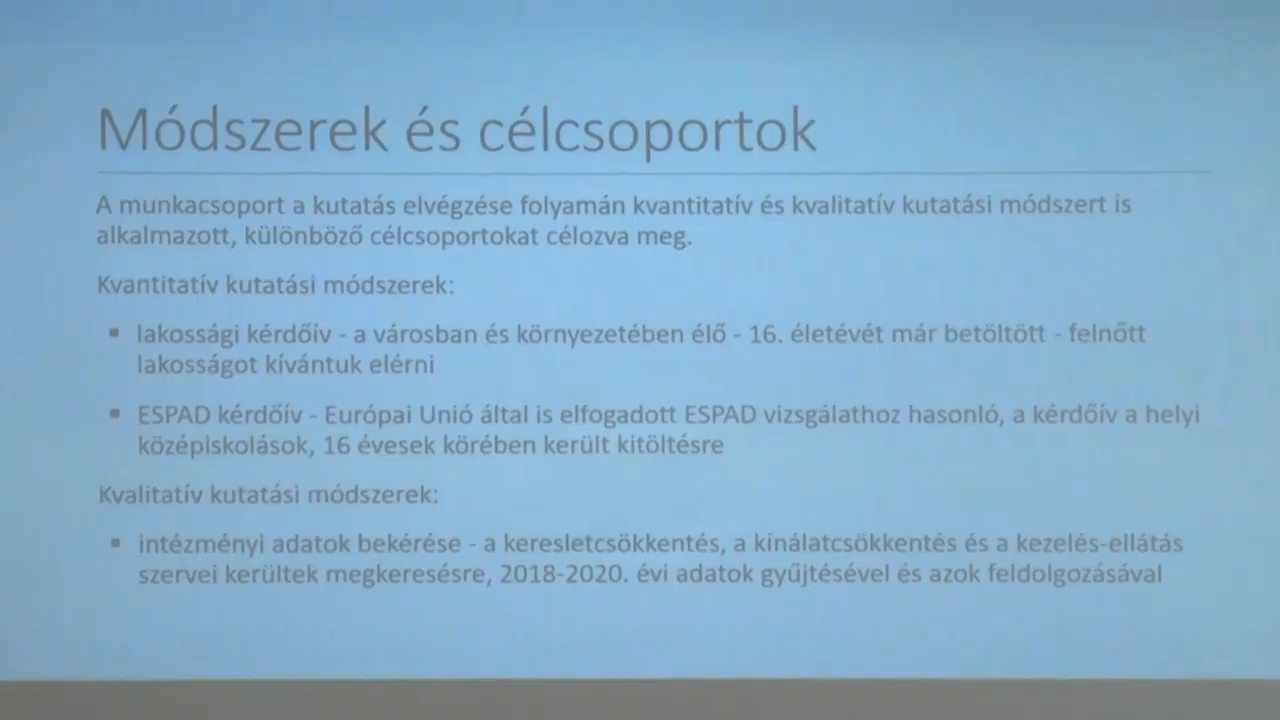 Módszerek és célcsoportok
A munkacsoport a kutatás elvégzése folyamán kvantitatív és kvalitatív kutatási módszert is
alkalmazott, különböző célcsoportokat célozva meg.
Kvantitatív kutatási módszerek:
▪ lakossági kérdőív - a városban és környezetében élő - 16. életévét már betöltött - felnőtt
lakosságot kívántuk elérni
▪ ESPAD kérdőív - Európai Unió által is elfogadott ESPAD vizsgálathoz hasonló, a kérdőív a helyi
középiskolások, 16 évesek körében került kitöltésre
Kvalitatív kutatási módszerek:
▪ intézményi adatok bekérése - a keresletcsökkentés, a kínálatcsökkentés és a kezelés-ellátás
szervei kerültek megkeresésre, 2018-2020. évi adatok gyűjtésével és azok feldolgozásával